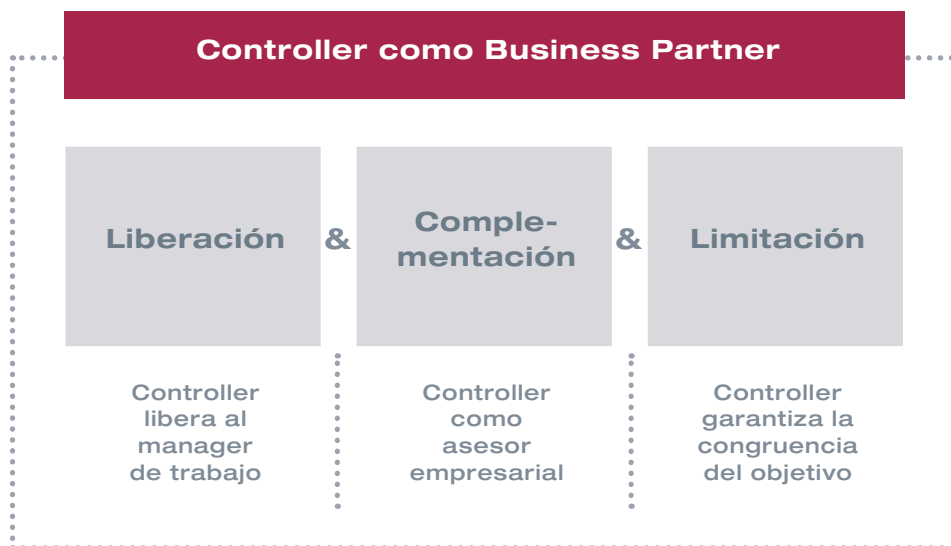 Controller como Business Partner
Liberación
&
Comple-
mentación
&
Limitación
Controller
libera al
manager
de trabajo
Controller
como
asesor
empresarial
Controller
garantiza la
congruencia
del objetivo